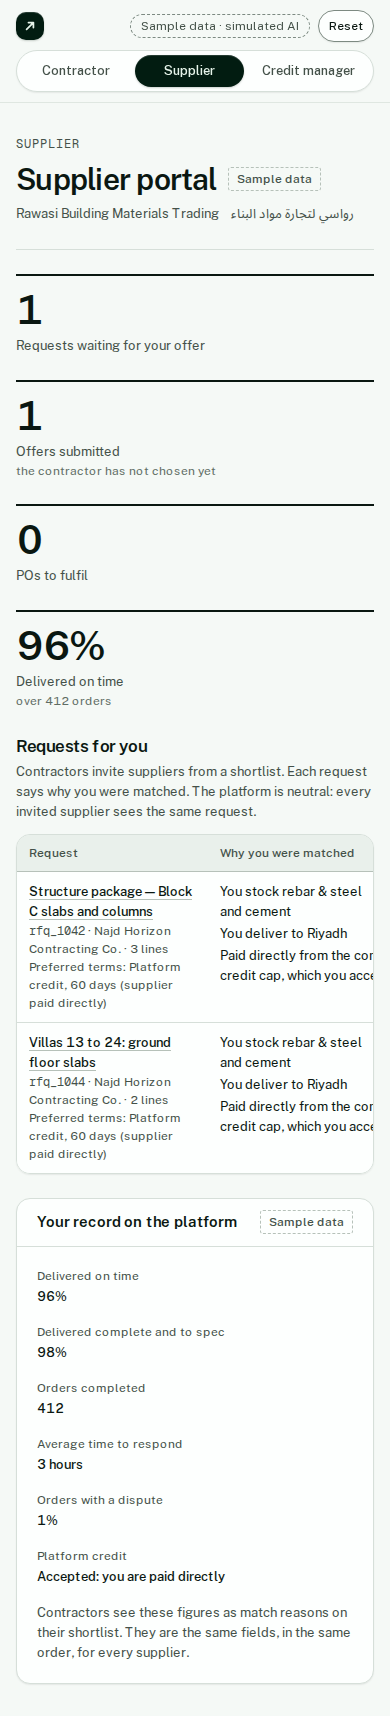 Sample data · simulated AI
Reset
Contractor
Supplier
Credit manager
SUPPLIER
Supplier portal
Sample data
Rawasi Building Materials Trading
رواسي لتجارة مواد البناء
1
Requests waiting for your offer
1
Offers submitted
the contractor has not chosen yet
0
POs to fulfil
96%
Delivered on time
over 412 orders
Requests for you
Contractors invite suppliers from a shortlist. Each request
says why you were matched. The platform is neutral: every
invited supplier sees the same request.
Request
Why you were matched
Structure package — Block
C slabs and columns
rfq_1042 · Najd Horizon
Contracting Co. · 3 lines
Preferred terms: Platform
credit, 60 days (supplier
paid directly)
You stock rebar & steel
and cement
You deliver to Riyadh
Paid directly from the
credit cap, which you
Villas 13 to 24: ground
floor slabs
rfq_1044 · Najd Horizon
Contracting Co. · 2 lines
Preferred terms: Platform
credit, 60 days (supplier
paid directly)
You stock rebar & steel
and cement
You deliver to Riyadh
Paid directly from the
credit cap, which you
Your record on the platform
Sample data
Delivered on time
96%
Delivered complete and to spec
98%
Orders completed
412
Average time to respond
3 hours
Orders with a dispute
1%
Platform credit
Accepted: you are paid directly
Contractors see these figures as match reasons on
their shortlist. They are the same fields, in the same
order, for every supplier.